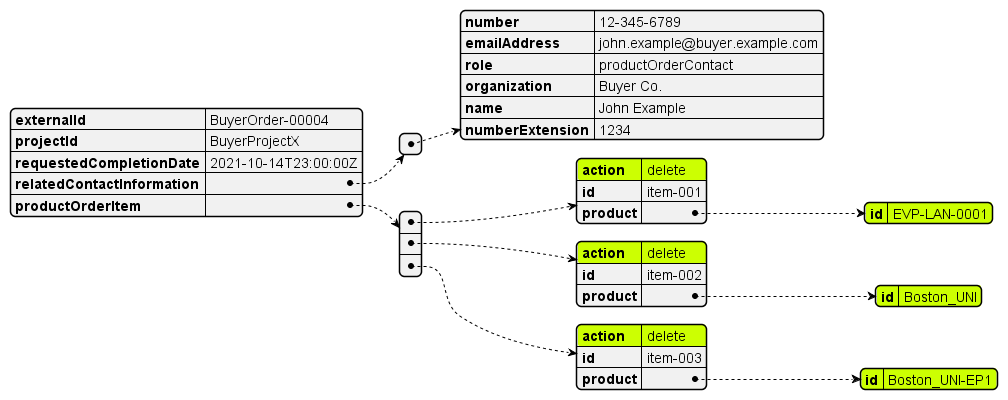 number 12-345-6789
emailAddress john.example@buyer.example.com
role productOrderContact
organization Buyer Co.
name John Example
numberExtension 1234
externalId BuyerOrder-00004
projectId BuyerProjectX
requestedCompletionDate 2021-10-14T23:00:00Z
relatedContactInformation
productOrderItem
action delete
id item-001
product
id EVP-LAN-0001
action delete
id item-002
product
id Boston_UNI
action delete
id item-003
product
id Boston_UNI-EP1